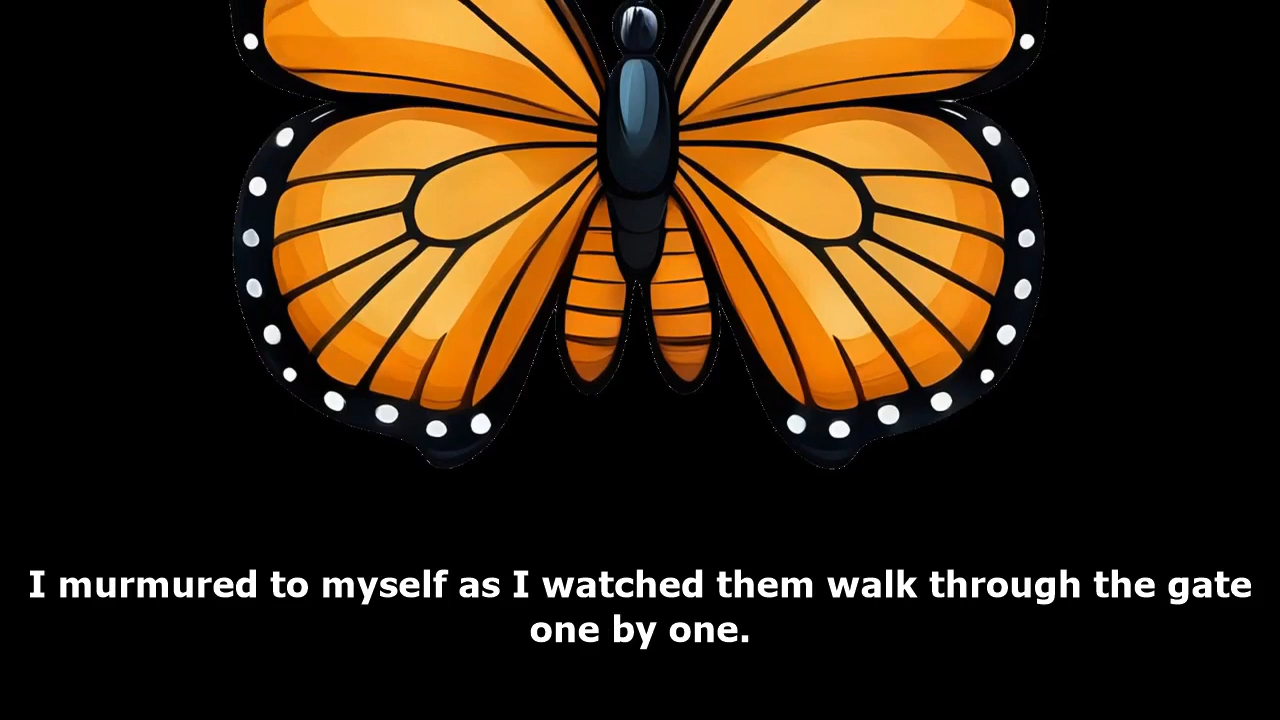 I murmured to myself as I watched them walk through the gate
one by one.